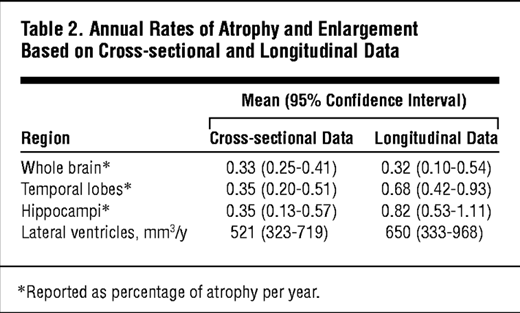 Table 2. Annual Rates of Atrophy and Enlargement
Based on Cross-sectional and Longitudinal Data
Mean (95% Confidence Interval)
Region Cross-sectional Data Longitudinal Data
Whole brain* 0.33 (0.25-0.41) 0.32 (0.10-0.54)
Temporal lobes* 0.35 (0.20-0.51) 0.68 (0.42-0.93)
Hippocampi* 0.35 (0.13-0.57) 0.82 (0.53-1.11)
Lateral ventricles, mm³/y 521 (323-719) 650 (333-968)
*Reported as percentage of atrophy per year.